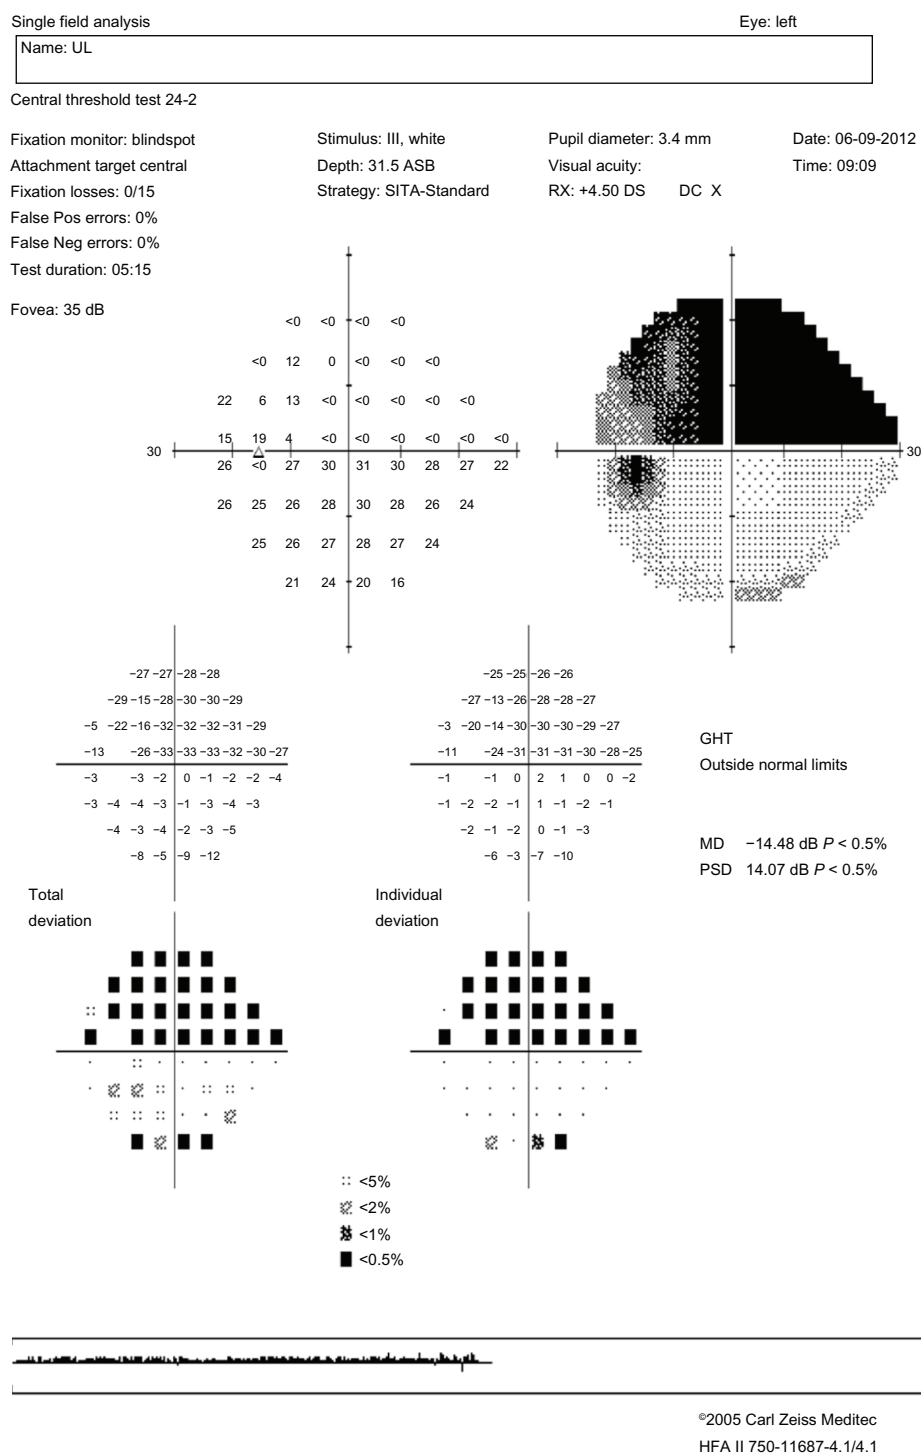 Single field analysis Eye: left
Name: UL
Central threshold test 24-2
Fixation monitor: blindspot Stimulus: III, white Pupil diameter: 3.4 mm Date: 06-09-2012
Attachment target central Depth: 31.5 ASB Visual acuity: Time: 09:09
Fixation losses: 0/15 Strategy: SITA-Standard RX: +4.50 DS DC X
False Pos errors: 0%
False Neg errors: 0%
Test duration: 05:15
Fovea: 35 dB
<0 <0 <0 <0
<0 12 0 <0 <0 <0
22 6 13 <0 <0 <0 <0 <0
15 19 4 <0 <0 <0 <0 <0 <0
30 30
26 <0 27 30 31 30 28 27 22
26 25 26 28 30 28 26 24
25 26 27 28 27 24
21 24 20 16
−27 −27 −28 −28 −25 −25 −26 −26
−29 −15 −28 −30 −30 −29 −27 −13 −26 −28 −28 −27
−5 −22 −16 −32 −32 −32 −31 −29 −3 −20 −14 −30 −30 −30 −29 −27
−13 −26 −33 −33 −33 −32 −30 −27 −11 −24 −31 −31 −31 −30 −28 −25
−3 −3 −2 0 −1 −2 −2 −4 −1 −1 0 2 1 0 0 −2
−3 −4 −4 −3 −1 −3 −4 −3 −1 −2 −2 −1 1 −1 −2 −1
−4 −3 −4 −2 −3 −5 −2 −1 −2 0 −1 −3
−8 −5 −9 −12 −6 −3 −7 −10
GHT
Outside normal limits
MD −14.48 dB P < 0.5%
PSD 14.07 dB P < 0.5%
Total Individual
deviation deviation
<5%
<2%
<1%
<0.5%
©2005 Carl Zeiss Meditec
HFA II 750-11687-4.1/4.1